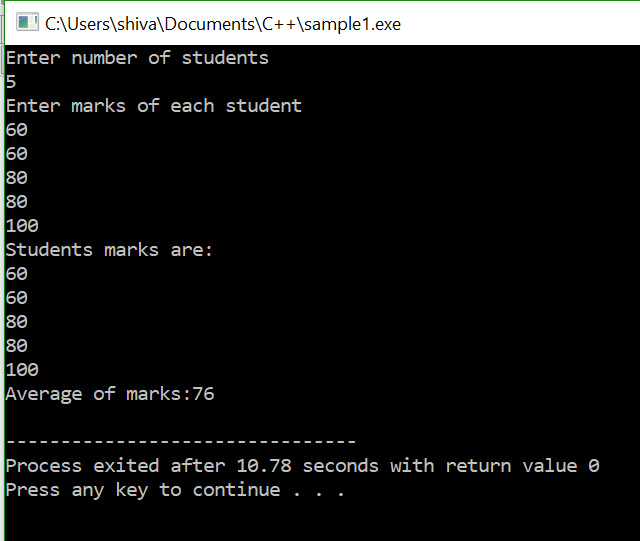 C:\Users\shiva\Documents\C++\sample1.exe
Enter number of students
5
Enter marks of each student
60
60
80
80
100
Students marks are:
60
60
80
80
100
Average of marks:76
--------------------------------
Process exited after 10.78 seconds with return value 0
Press any key to continue . . .